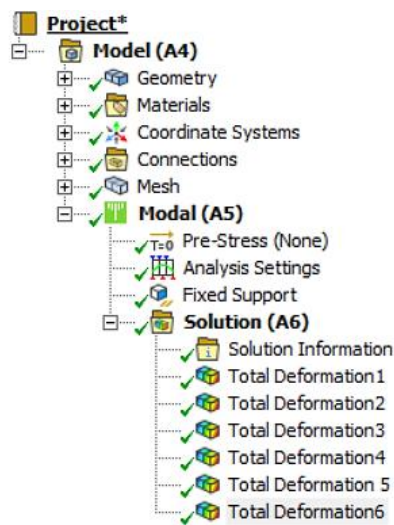 Project*
Model (A4)
Geometry
Materials
Coordinate Systems
Connections
Mesh
Modal (A5)
T=0 Pre-Stress (None)
Analysis Settings
Fixed Support
Solution (A6)
Solution Information
Total Deformation1
Total Deformation2
Total Deformation3
Total Deformation4
Total Deformation 5
Total Deformation6